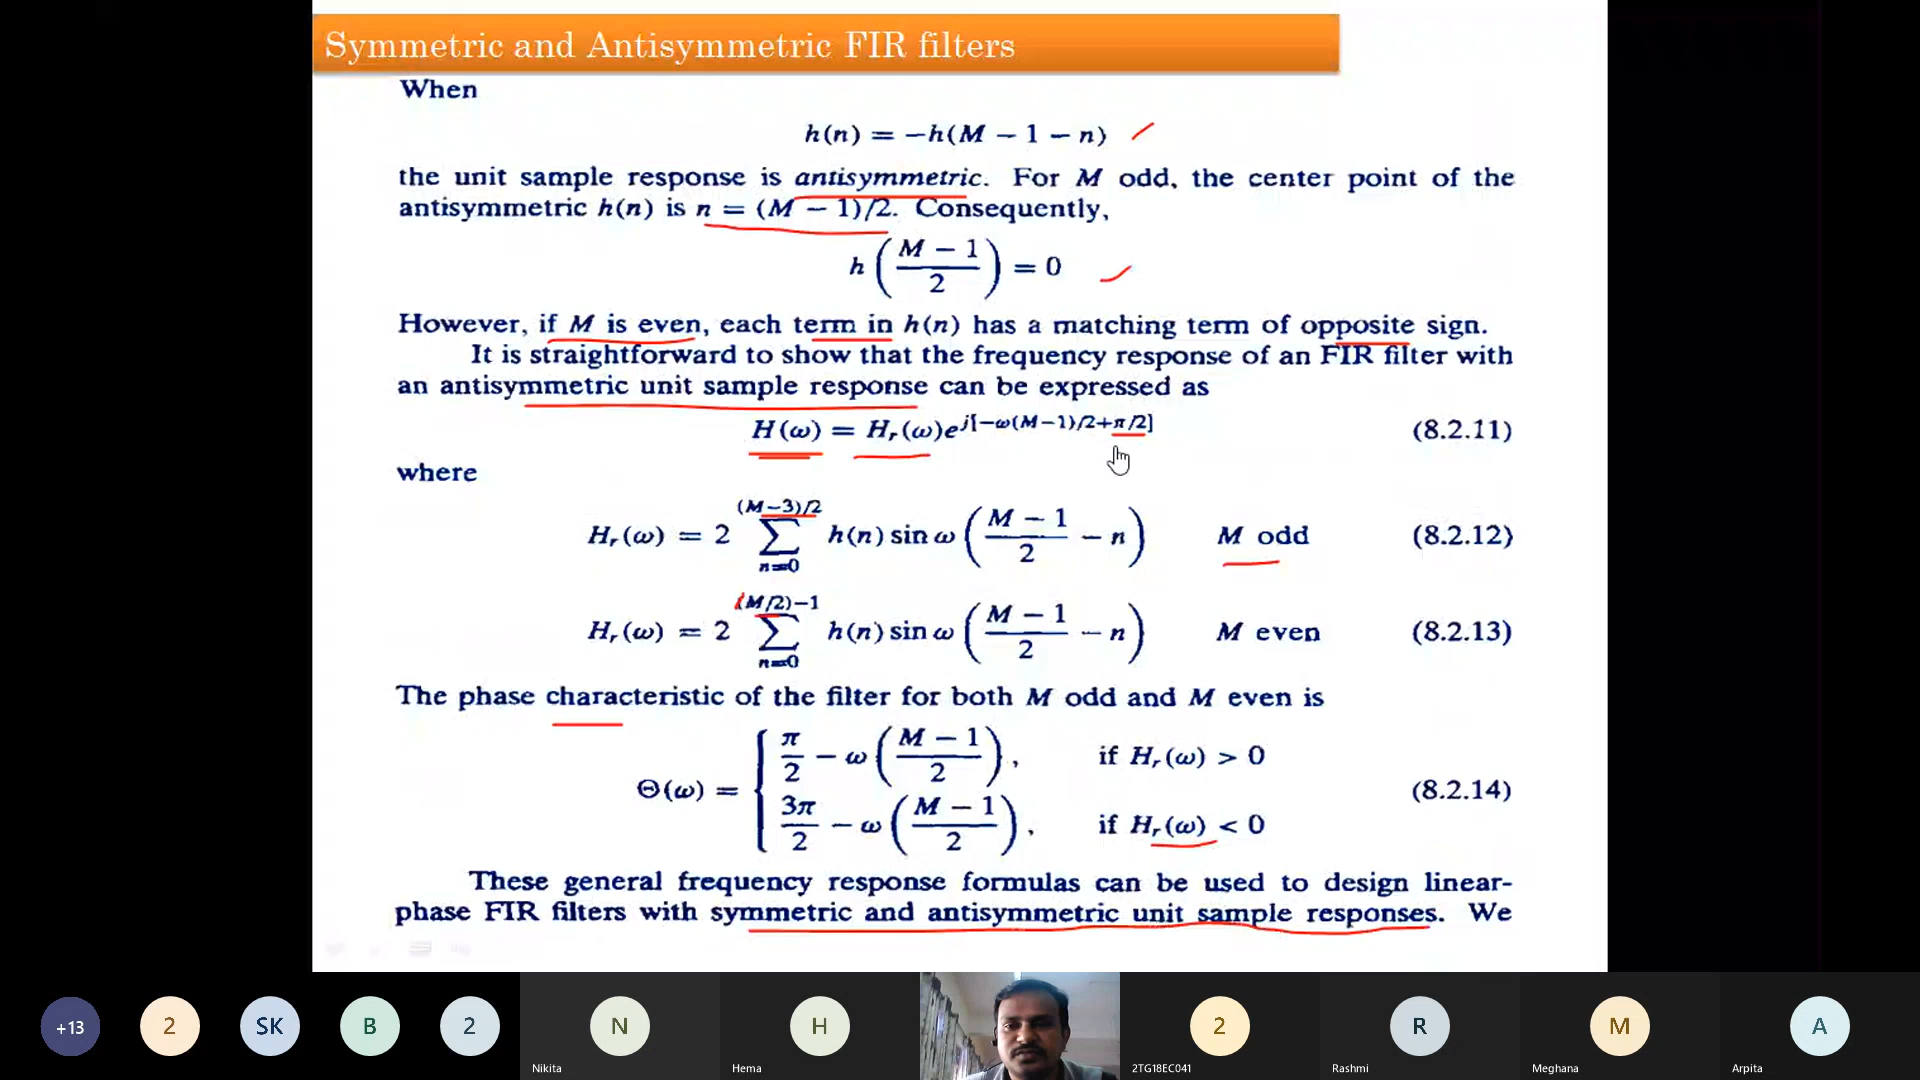 Symmetric and Antisymmetric FIR filters
When
h(n) = −h(M − 1 − n)
the unit sample response is antisymmetric. For M odd, the center point of the
antisymmetric h(n) is n = (M − 1)/2. Consequently,
h((M − 1)/2) = 0
However, if M is even, each term in h(n) has a matching term of opposite sign.
It is straightforward to show that the frequency response of an FIR filter with
an antisymmetric unit sample response can be expressed as
H(ω) = H_r(ω)e^{j[−ω(M−1)/2+π/2]} (8.2.11)
where
H_r(ω) = 2 ∑_{n=0}^{(M−3)/2} h(n) sin ω((M − 1)/2 − n) M odd (8.2.12)
H_r(ω) = 2 ∑_{n=0}^{(M/2)−1} h(n) sin ω((M − 1)/2 − n) M even (8.2.13)
The phase characteristic of the filter for both M odd and M even is
Θ(ω) = { π/2 − ω((M − 1)/2), if H_r(ω) > 0
3π/2 − ω((M − 1)/2), if H_r(ω) < 0 (8.2.14)
These general frequency response formulas can be used to design linear-
phase FIR filters with symmetric and antisymmetric unit sample responses. We
+13 2 SK B 2 N H 2 R M A
Nikita Hema 2TG18EC041 Rashmi Meghana Arpita